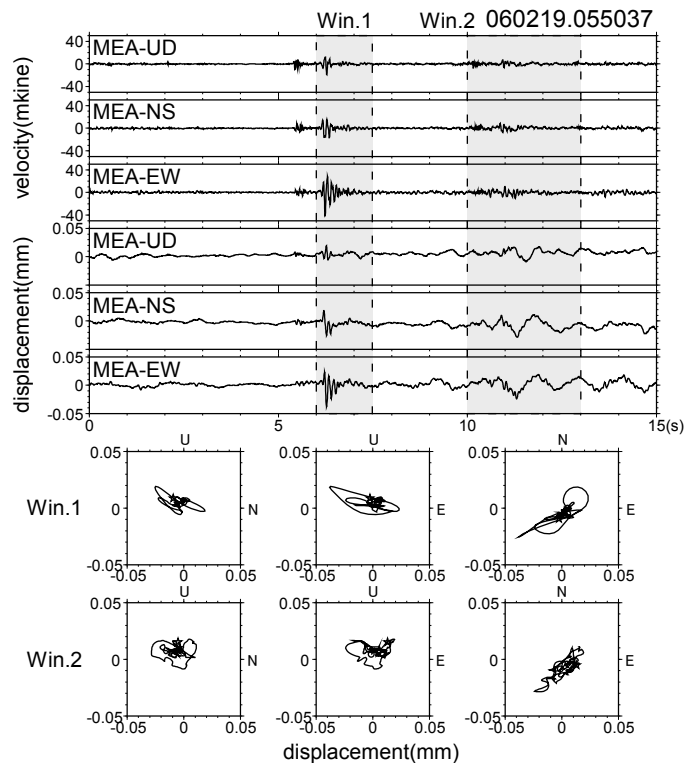 Win.1 Win.2 060219.055037
velocity(mkine)
40
0
-40
MEA-UD
40
0
-40
MEA-NS
40
0
-40
MEA-EW
displacement(mm)
0.05
0
MEA-UD
0.05
0
MEA-NS
0.05
0
-0.05
MEA-EW
0 5 10 15(s)
U U N
Win.1
0.05 0.05 0.05
0 N 0 E 0 E
-0.05 -0.05 -0.05
-0.05 0 0.05 -0.05 0 0.05 -0.05 0 0.05
U U N
Win.2
0.05 0.05 0.05
0 N 0 E 0 E
-0.05 -0.05 -0.05
-0.05 0 0.05 -0.05 0 0.05 -0.05 0 0.05
displacement(mm)